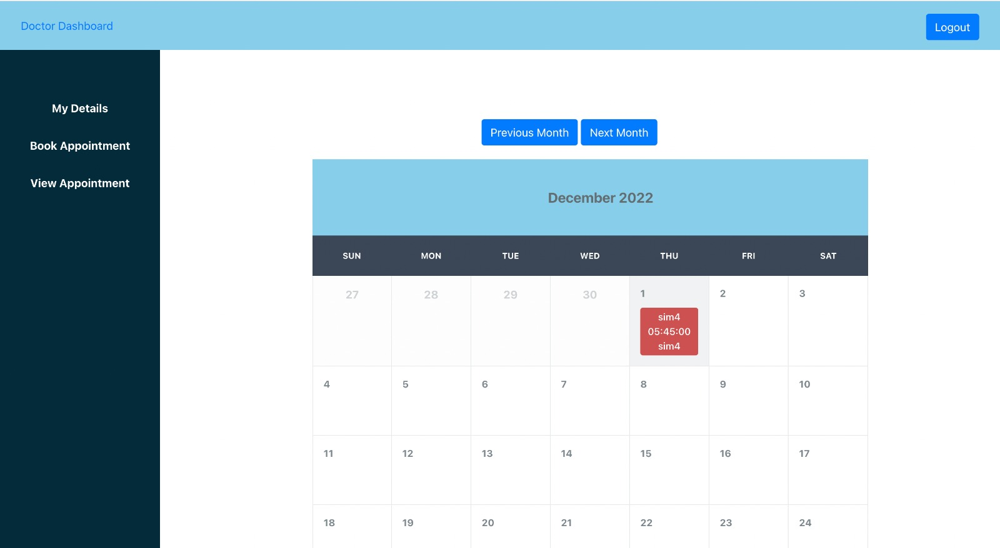 Doctor Dashboard
Logout
My Details
Book Appointment
View Appointment
Previous Month Next Month
December 2022
SUN MON TUE WED THU FRI SAT
27 28 29 30 1 2 3
sim4
05:45:00
sim4
4 5 6 7 8 9 10
11 12 13 14 15 16 17
18 19 20 21 22 23 24